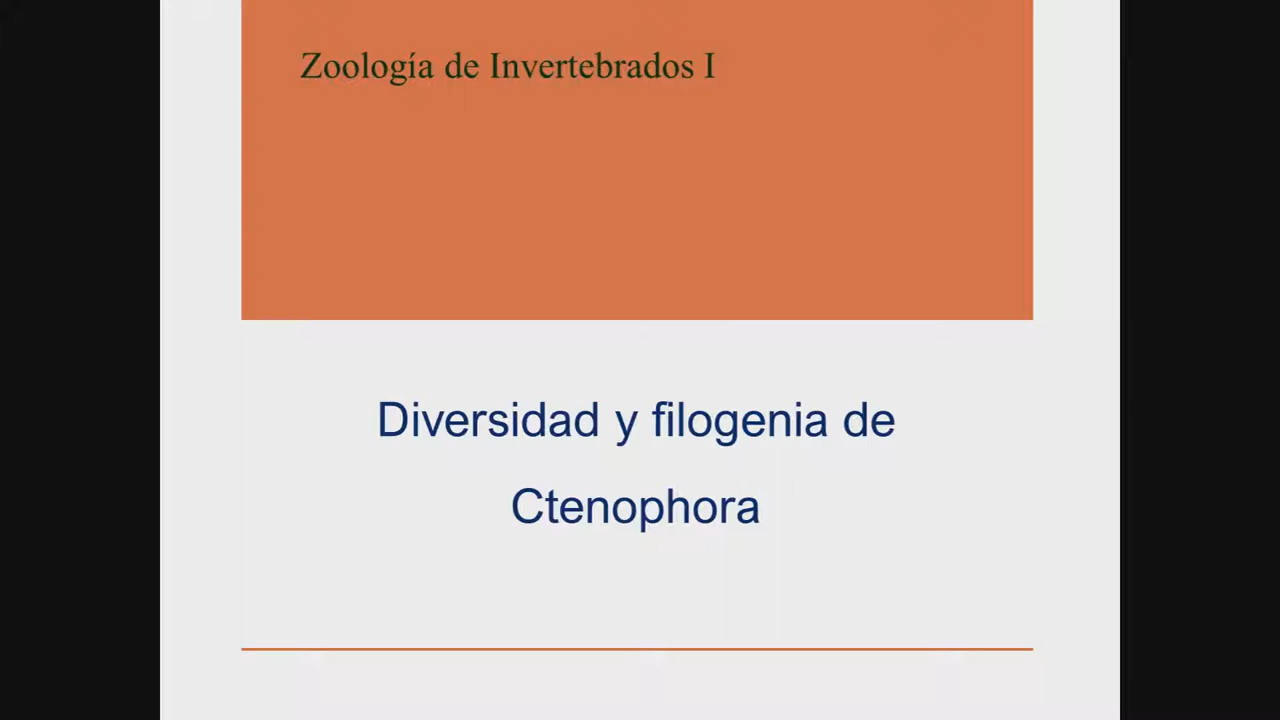 Zoología de Invertebrados I
Diversidad y filogenia de
Ctenophora